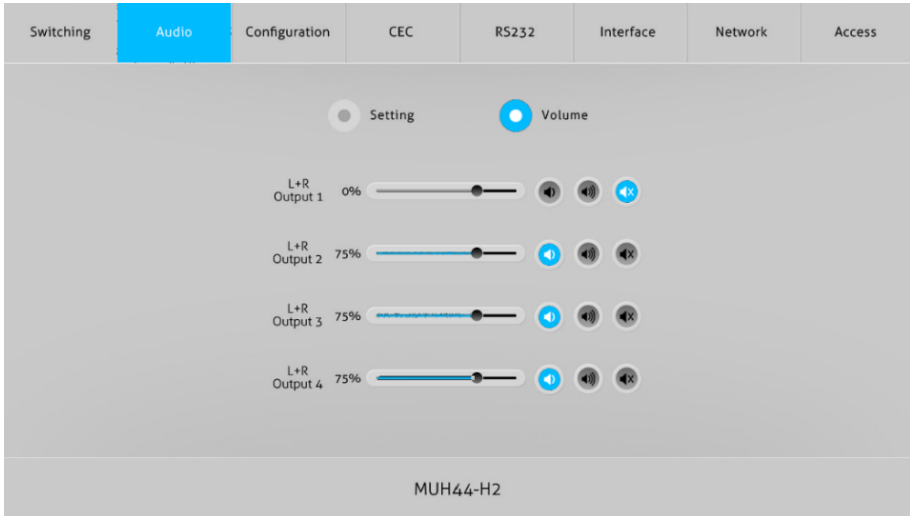 Switching Audio Configuration CEC RS232 Interface Network Access
Setting Volume
L+R
Output 1 0%
L+R
Output 2 75%
L+R
Output 3 75%
L+R
Output 4 75%
MUH44-H2